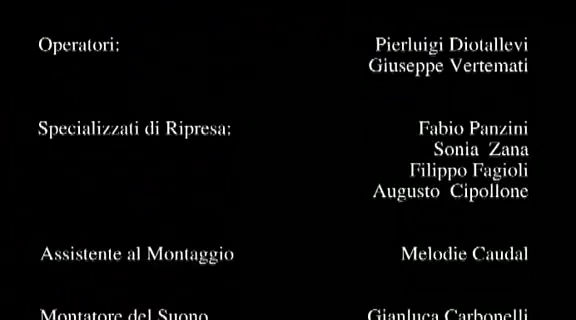 Operatori: Pierluigi Diotallevi
Giuseppe Vertemati
Specializzati di Ripresa: Fabio Panzini
Sonia Zana
Filippo Fagioli
Augusto Cipollone
Assistente al Montaggio Melodie Caudal
Montatore del Suono Gianluca Carbonelli